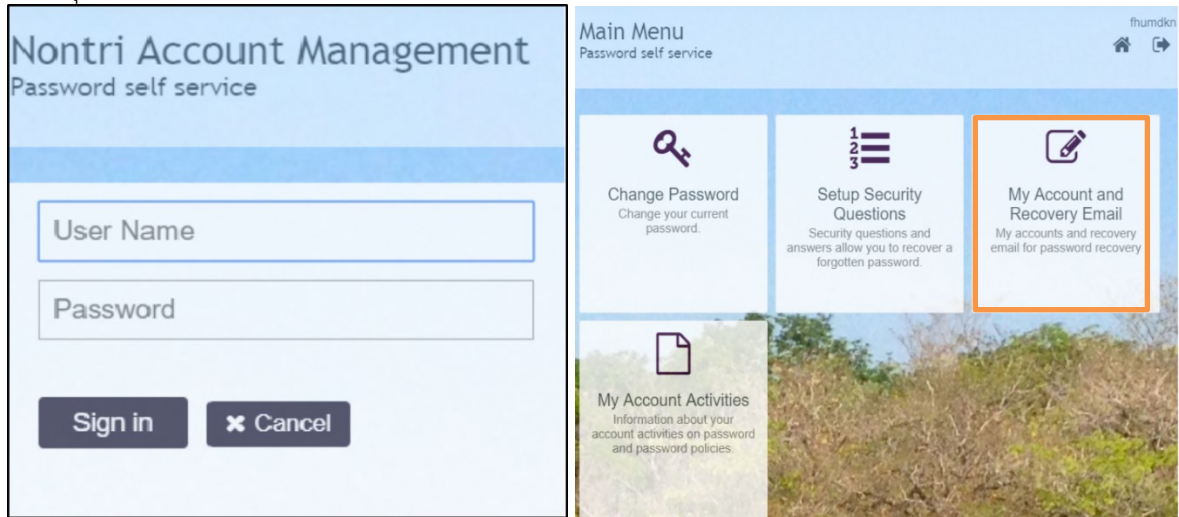 Nontri Account Management
Password self service
User Name
Password
Sign in
Cancel
Main Menu
Password self service
fhumdkn
Change Password
Change your current
password.
1
2
3
Setup Security
Questions
Security questions and
answers allow you to recover a
forgotten password.
My Account and
Recovery Email
My accounts and recovery
email for password recovery
My Account Activities
Information about your
account activities on password
and password policies.